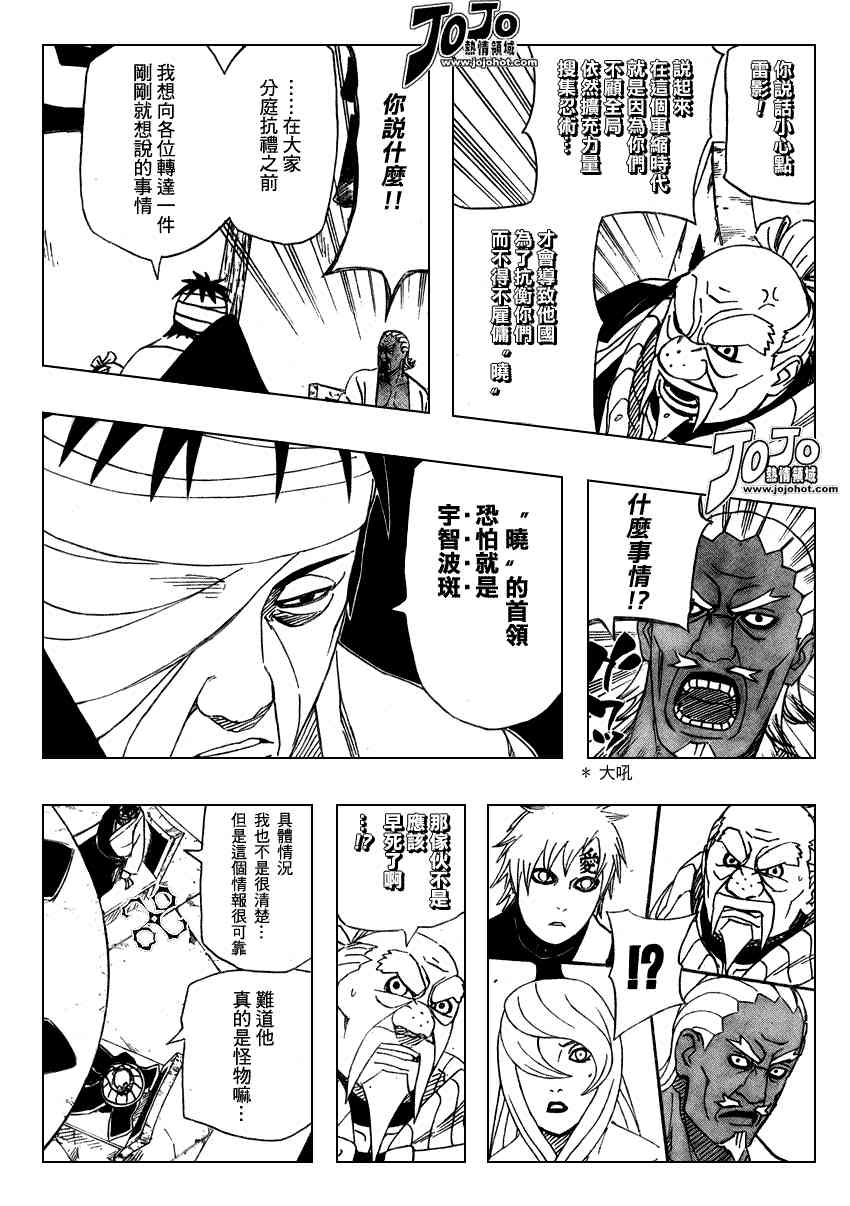 JOJO
熱情領域
www.jojohot.com
你說話小心點
雷影！
說起來
在這個軍縮時代
就是因為你們
不顧全局
依然擴充力量
搜集忍術…
才會導致他國
為了抗衡你們
而不得不雇傭〝曉〞
你說什麼!!
……在大家
分庭抗禮之前
我想向各位轉達一件
剛剛就想說的事情
JOJO
熱情領域
www.jojohot.com
什麼事情!?
* 大吼
〝曉〞的首領
恐怕就是
宇智波斑
!?
愛
那傢伙不是
應該
早死了啊
…!?
具體情況
我也不是很清楚…
但是這個情報很可靠
難道他
真的是怪物嘛…